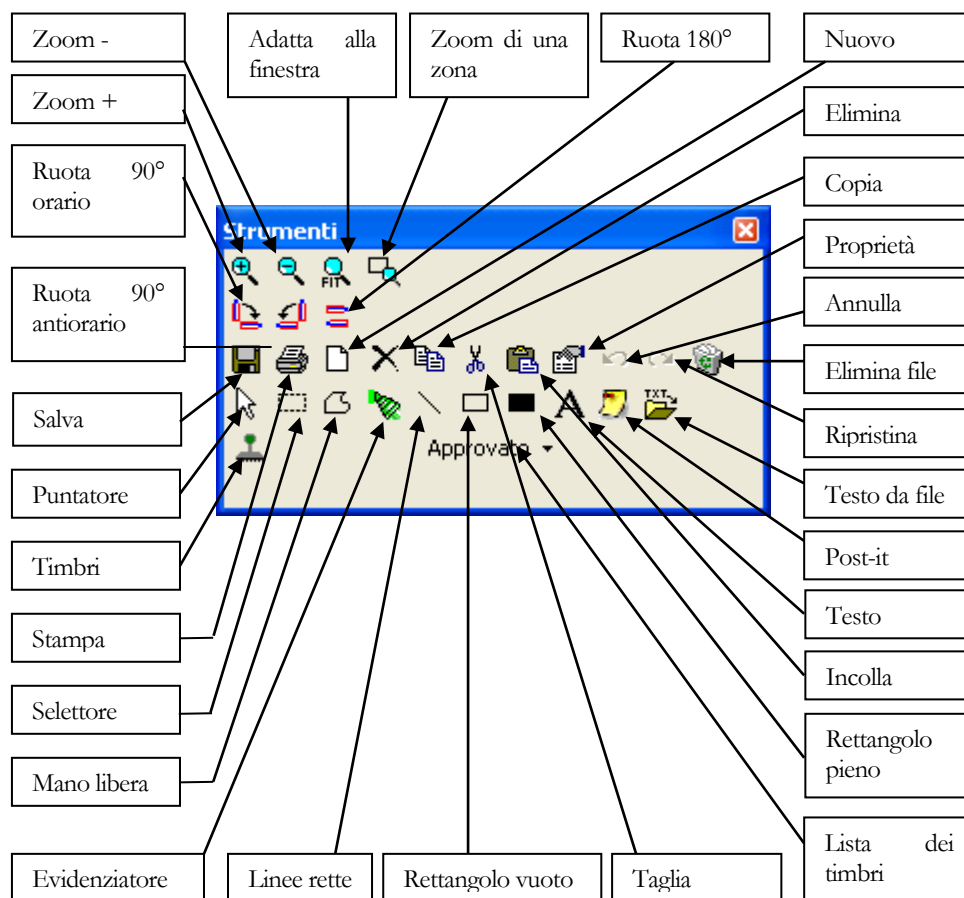 Zoom -
Adatta alla
finestra
Zoom di una
zona
Ruota 180°
Nuovo
Zoom +
Elimina
Ruota 90°
orario
Copia
Strumenti
Proprietà
FIT
Ruota 90°
antiorario
Annulla
Elimina file
Salva
TXT
Ripristina
Approvato
Puntatore
Testo da file
Timbri
Post-it
Stampa
Testo
Selettore
Incolla
Mano libera
Rettangolo
pieno
Evidenziatore
Linee rette
Rettangolo vuoto
Taglia
Lista dei
timbri